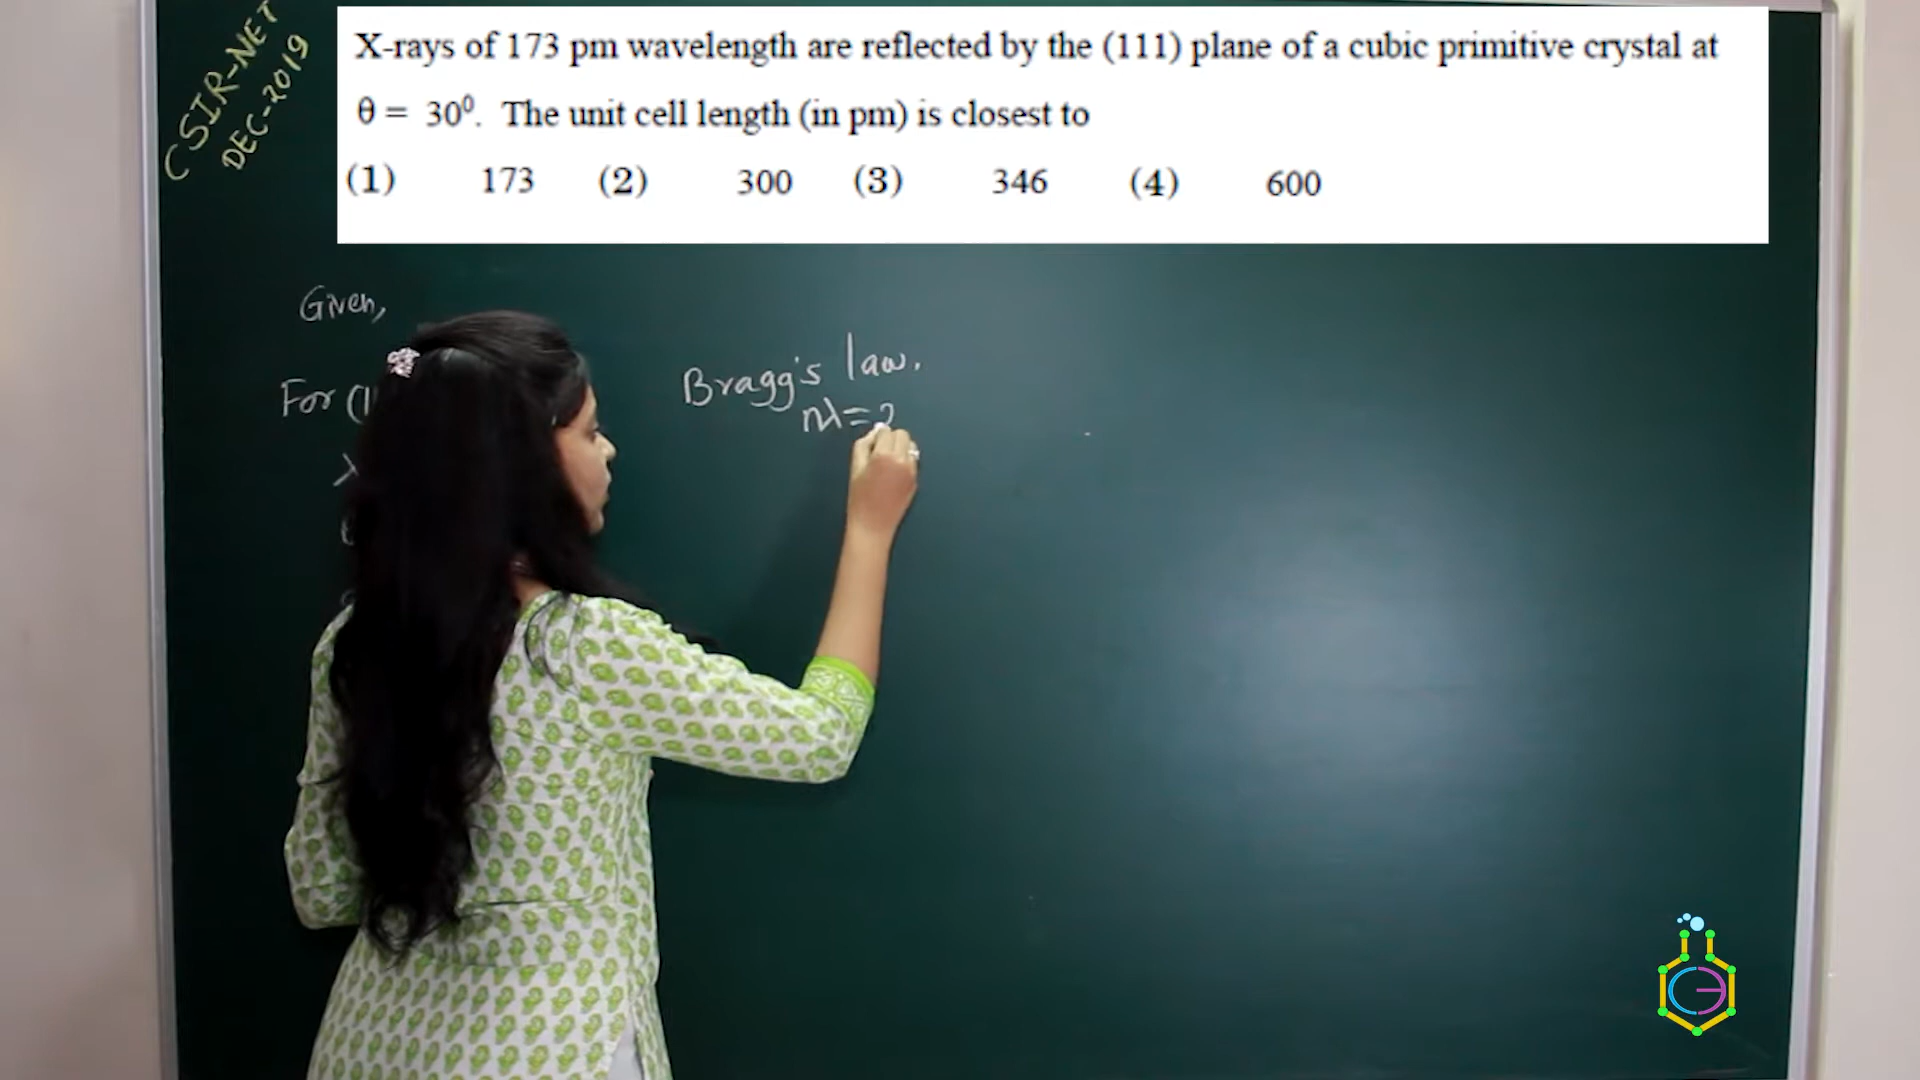 CSIR-NET
DEC-2019
X-rays of 173 pm wavelength are reflected by the (111) plane of a cubic primitive crystal at
θ = 30⁰. The unit cell length (in pm) is closest to
(1) 173 (2) 300 (3) 346 (4) 600
Given,
Bragg's law.
For (1
nλ=2
λ